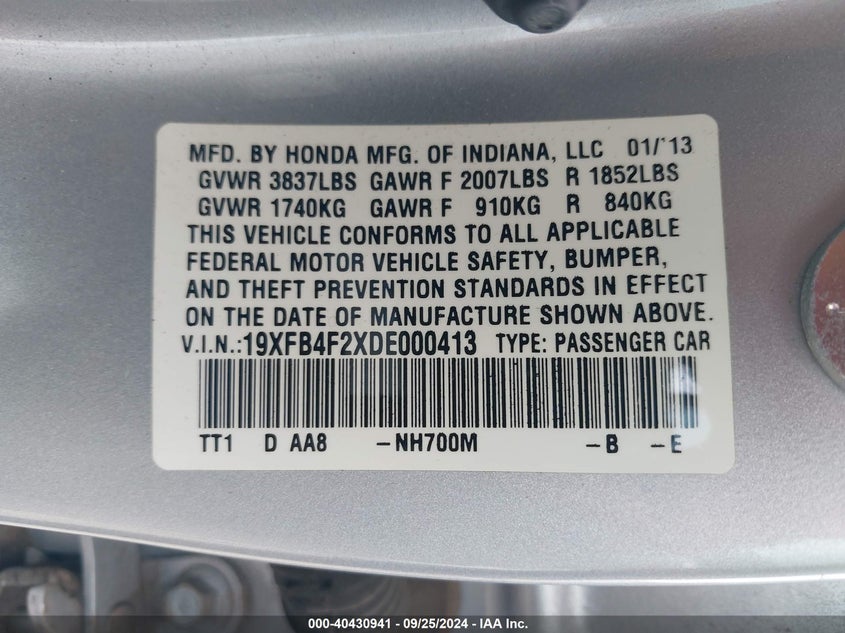 MFD. BY HONDA MFG. OF INDIANA, LLC 01/'13
GVWR 3837LBS GAWR F 2007LBS R 1852LBS
GVWR 1740KG GAWR F 910KG R 840KG
THIS VEHICLE CONFORMS TO ALL APPLICABLE
FEDERAL MOTOR VEHICLE SAFETY, BUMPER,
AND THEFT PREVENTION STANDARDS IN EFFECT
ON THE DATE OF MANUFACTURE SHOWN ABOVE.
V.I.N.:19XFB4F2XDE000413 TYPE: PASSENGER CAR
TT1 D AA8 -NH700M -B -E
000-40430941 - 09/25/2024 - IAA Inc.